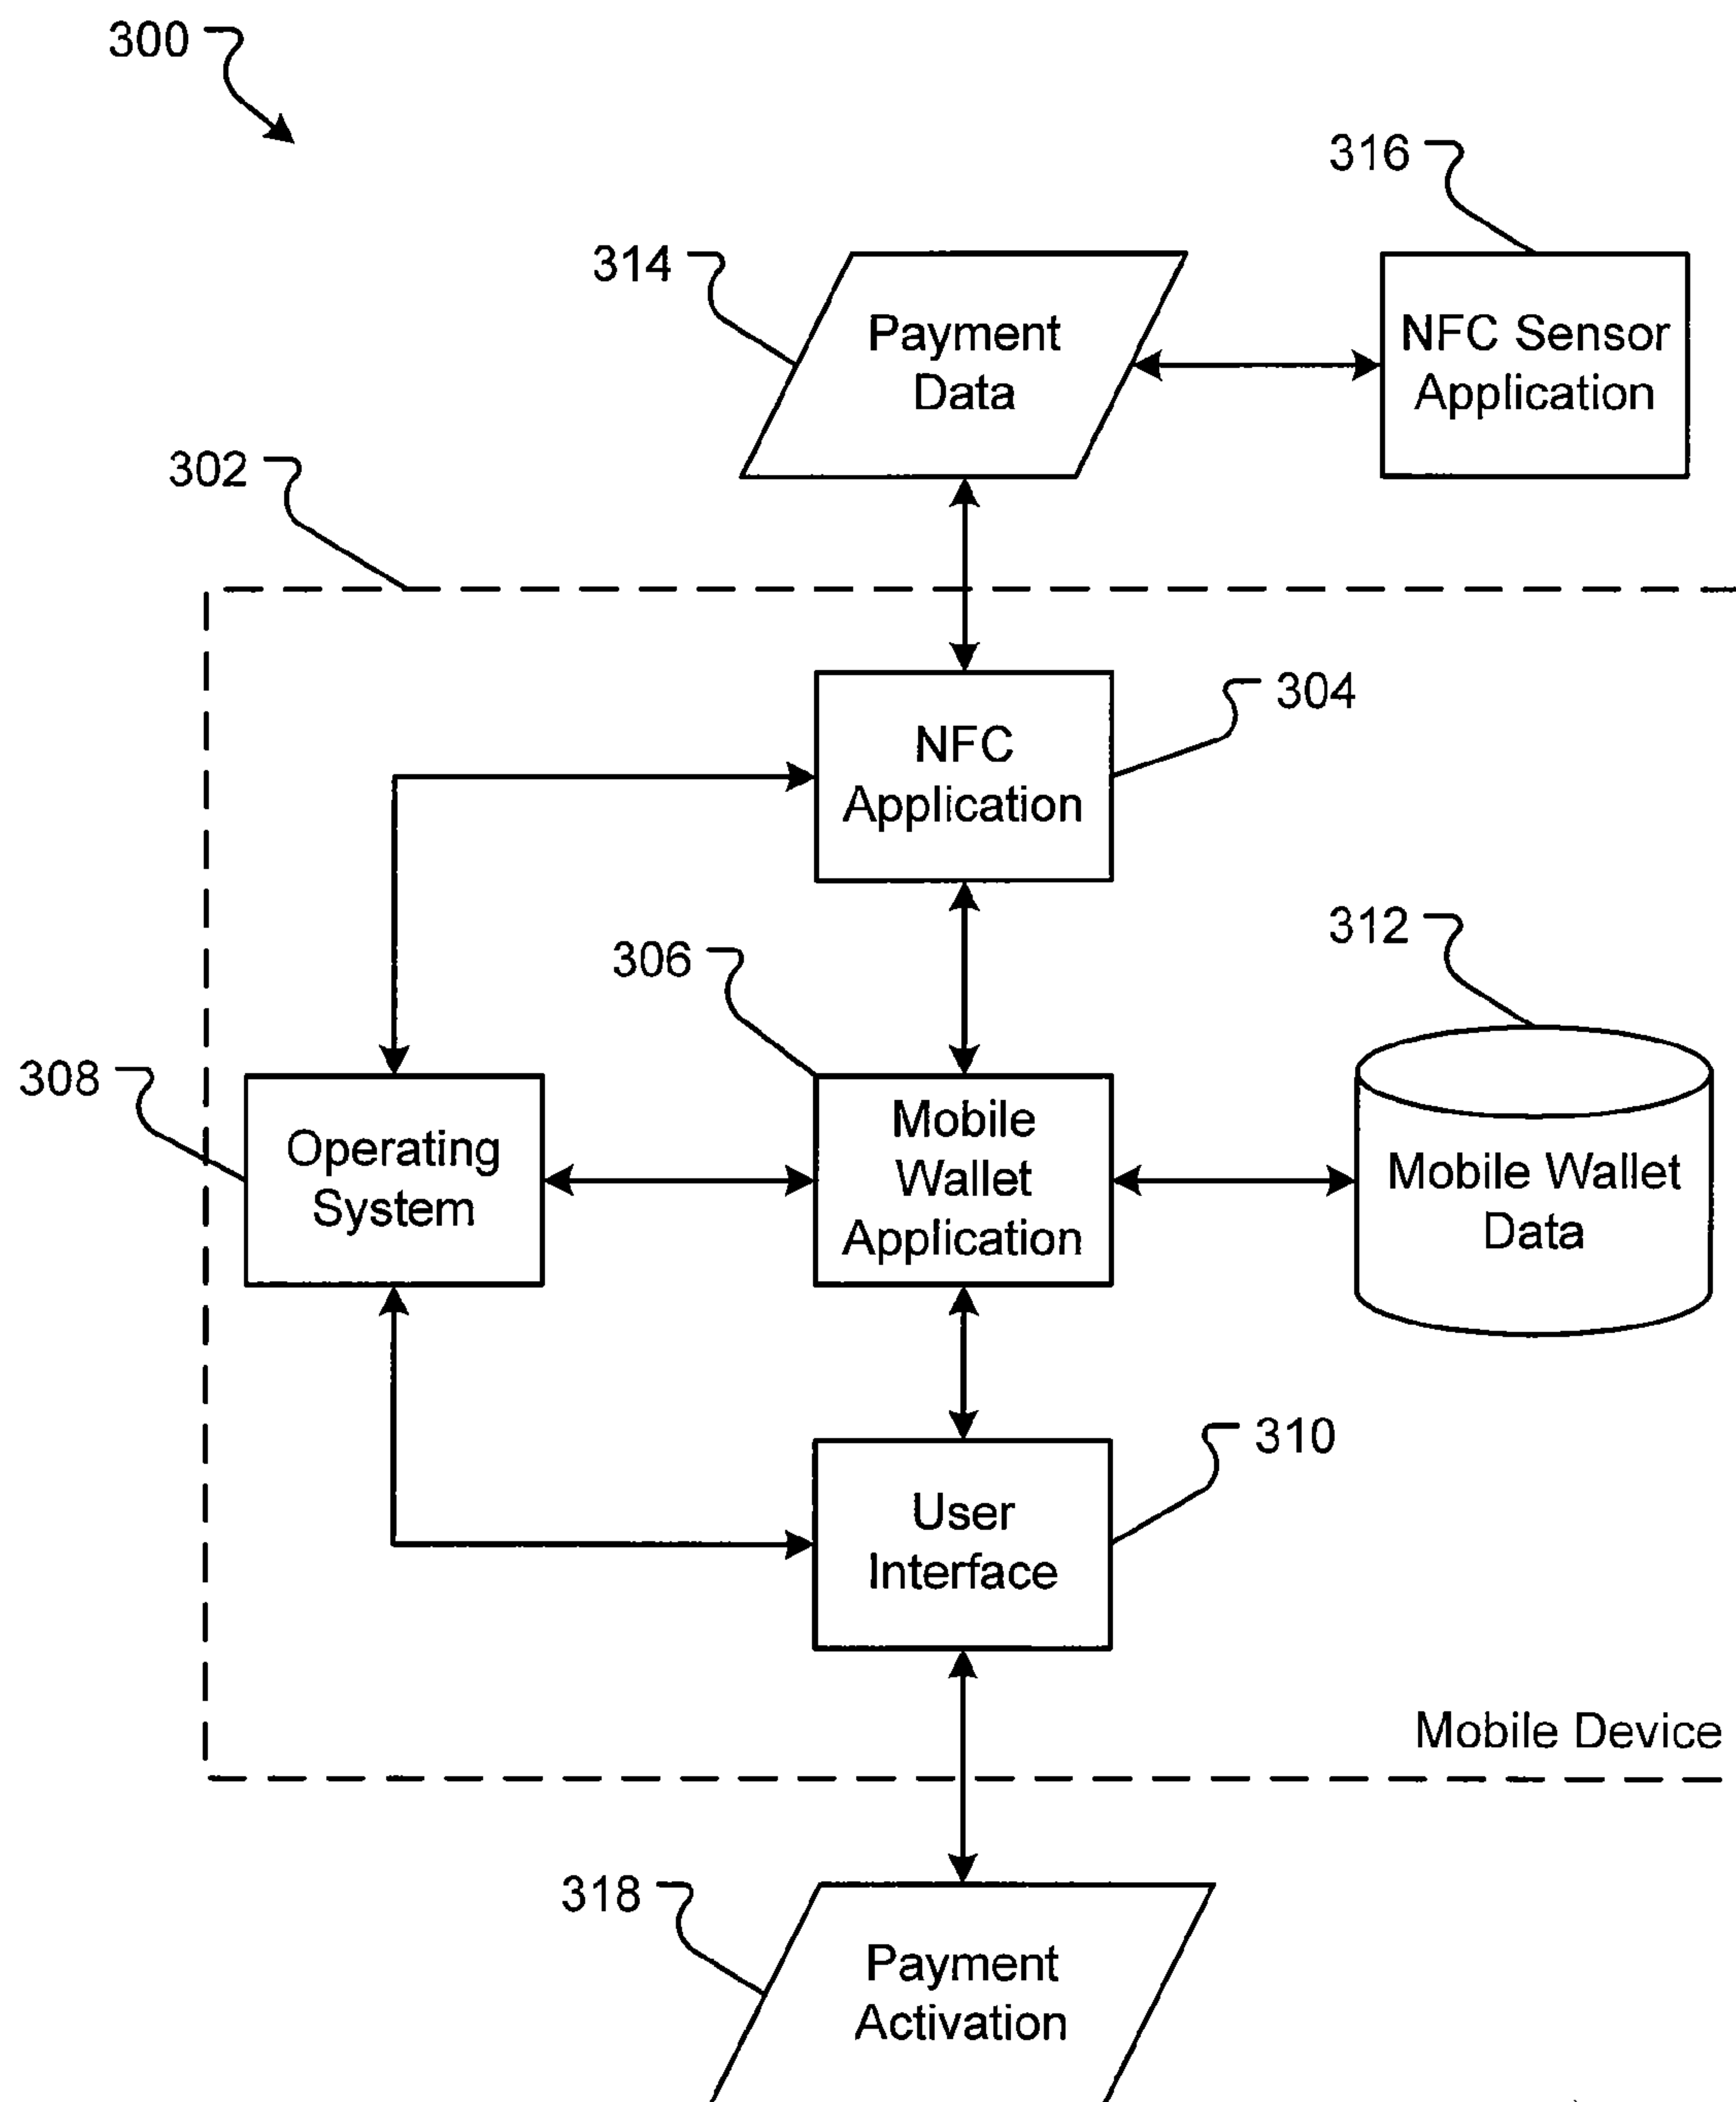 300
316
314
Payment
Data
NFC Sensor
Application
302
304
NFC
Application
306
312
308
Operating
System
Mobile
Wallet
Application
Mobile Wallet
Data
310
User
Interface
Mobile Device
318
Payment
Activation